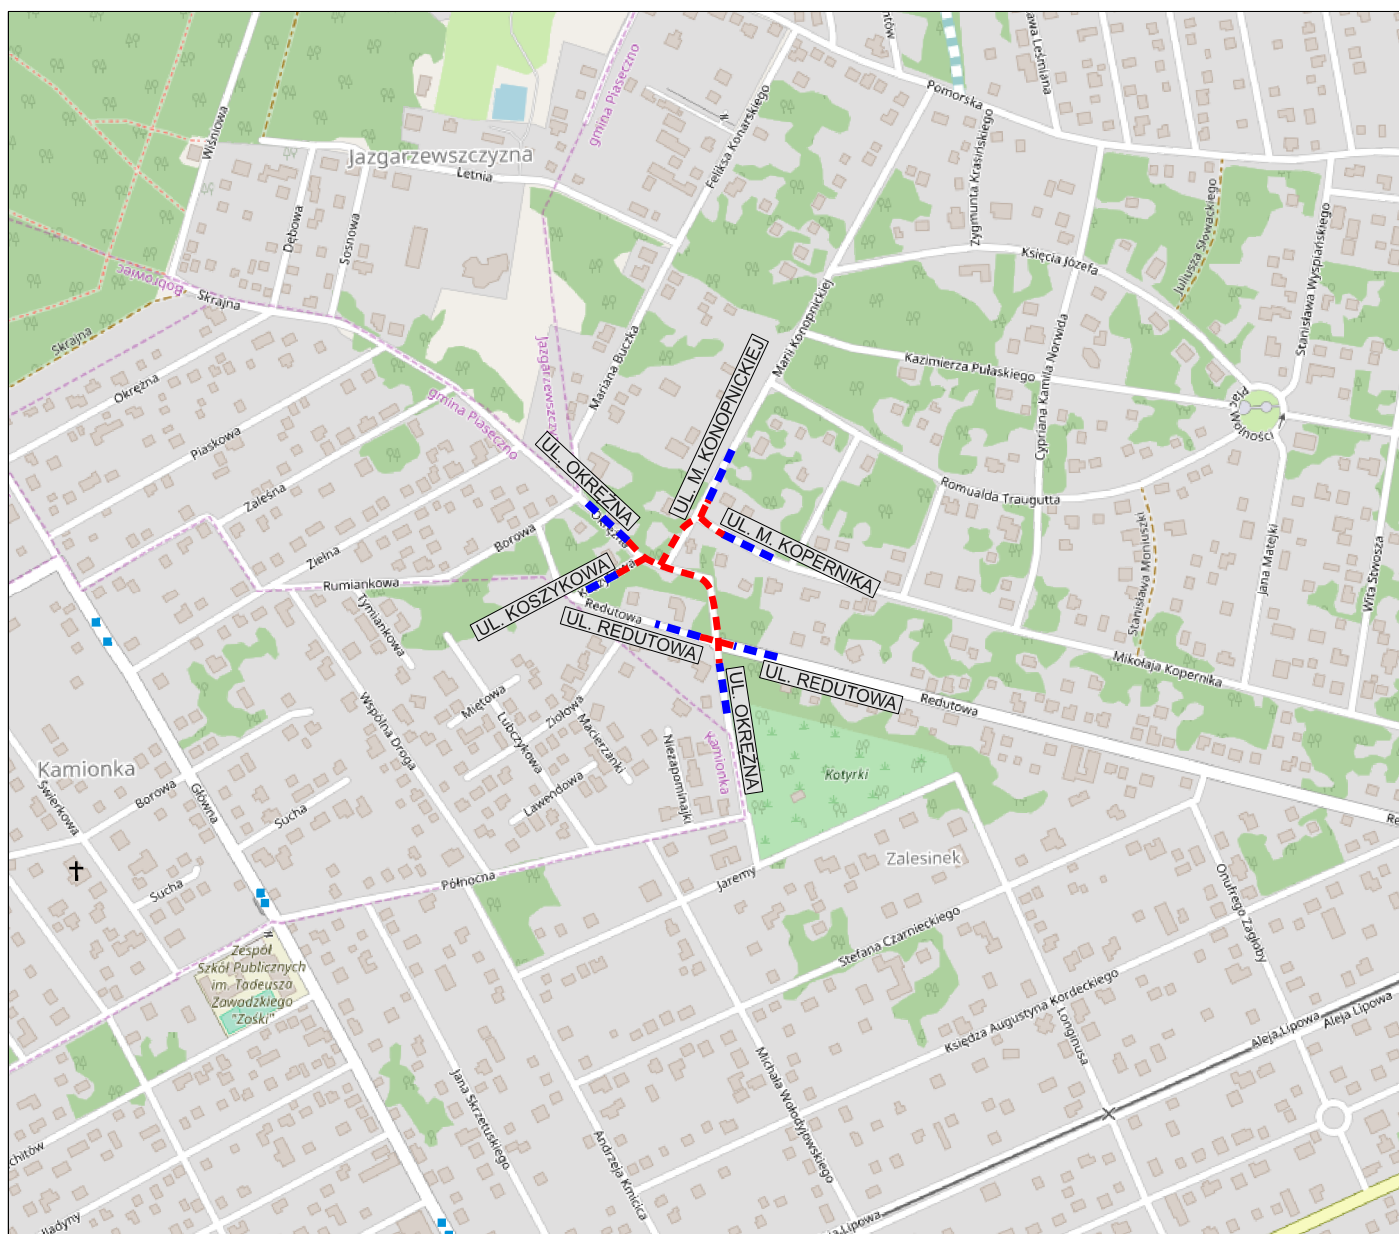 Wiśniowa
Jazgarzewszczyzna
Letnia
Dębowa
Sosnowa
gmina Piaseczno
Feliksa Konarskiego
Pomorska
Zygmunta Krasińskiego
Juliusza Słowackiego
Stanisława Wyspiańskiego
Księcia Józefa
Bobrowiec
Skrajna
Skrajna
Okrężna
Piaskowa
Zaleśna
Zielna
Borowa
Rumiankowa
Tymiankowa
gmina Piaseczno
Mariana Buczka
Marii Konopnickiej
Kazimierza Pułaskiego
Cypriana Kamila Norwida
Plac Wolności
Romualda Traugutta
Stanisława Moniuszki
Jana Matejki
Wita Stwosza
Mikołaja Kopernika
UL. OKRĘŻNA
UL. M. KONOPNICKIEJ
UL. M. KOPERNIKA
UL. KOSZYKOWA
Redutowa
UL. REDUTOWA
UL. REDUTOWA
UL. OKRĘŻNA
Redutowa
Kamionka
Kotyrki
Zalesinek
Miętowa
Lubczykowa
Ziołowa
Macierzanki
Lawendowa
Niezapominajki
Wspólna Droga
Kamionka
Świerkowa
Borowa
Główna
Sucha
Sucha
Północna
Jaremy
Stefana Czarnieckiego
Onufrego Zagłoby
Księdza Augustyna Kordeckiego
Longinusa
Aleja Lipowa
Aleja Lipowa
Zespół
Szkół Publicznych
im. Tadeusza
Zawadzkiego
"Zośki"
Jana Skrzetuskiego
Andrzeja Kmicica
Michała Wołodyjowskiego